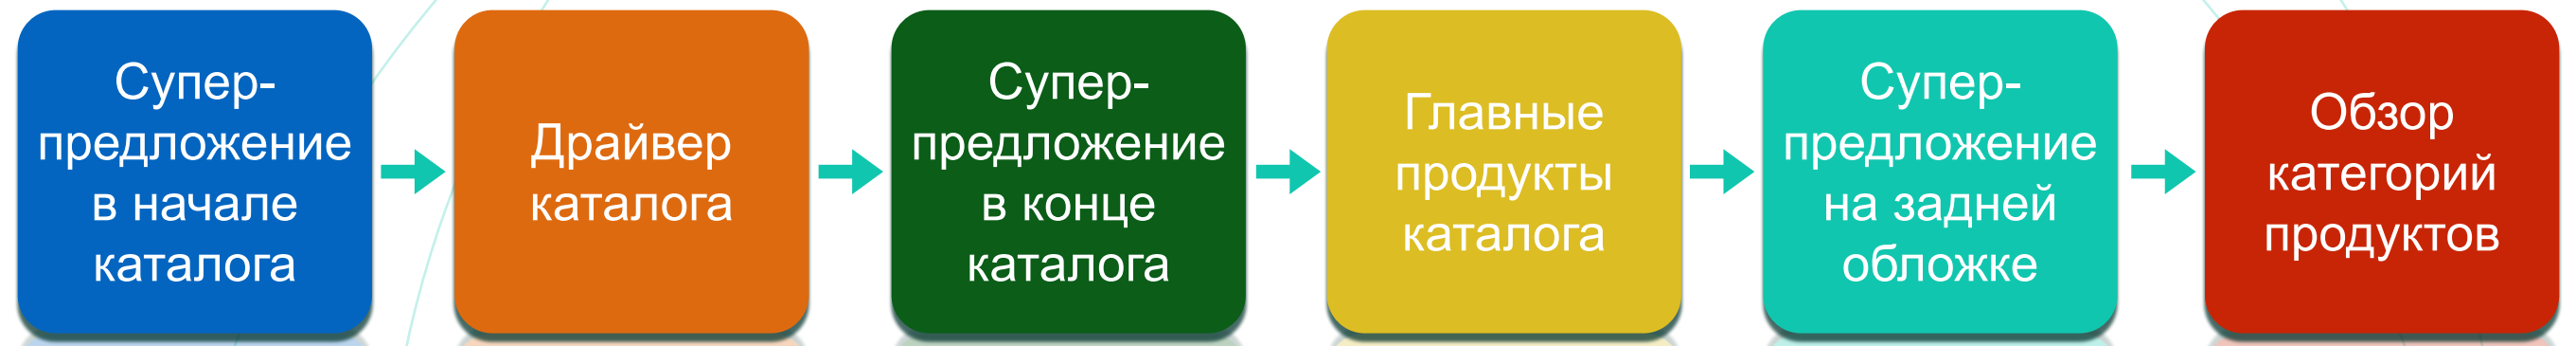 Супер-
предложение
в начале
каталога
Драйвер
каталога
Супер-
предложение
в конце
каталога
Главные
продукты
каталога
Супер-
предложение
на задней
обложке
Обзор
категорий
продуктов